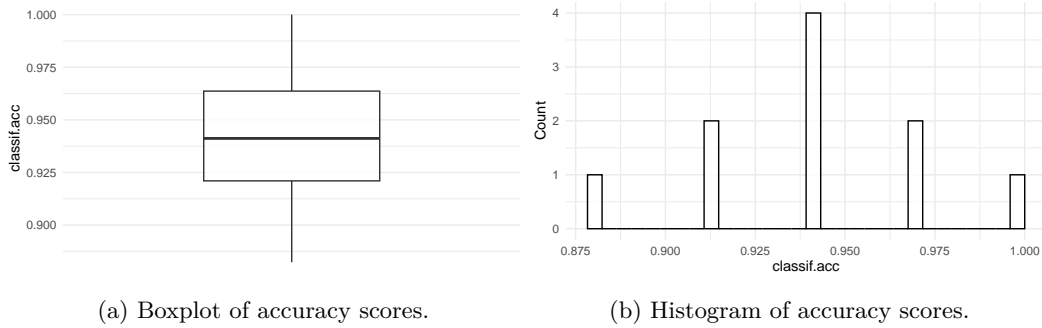 1.000
0.975
0.950
0.925
0.900
classif.acc
4
3
2
1
0
Count
0.875 0.900 0.925 0.950 0.975 1.000
classif.acc
(a) Boxplot of accuracy scores.
(b) Histogram of accuracy scores.